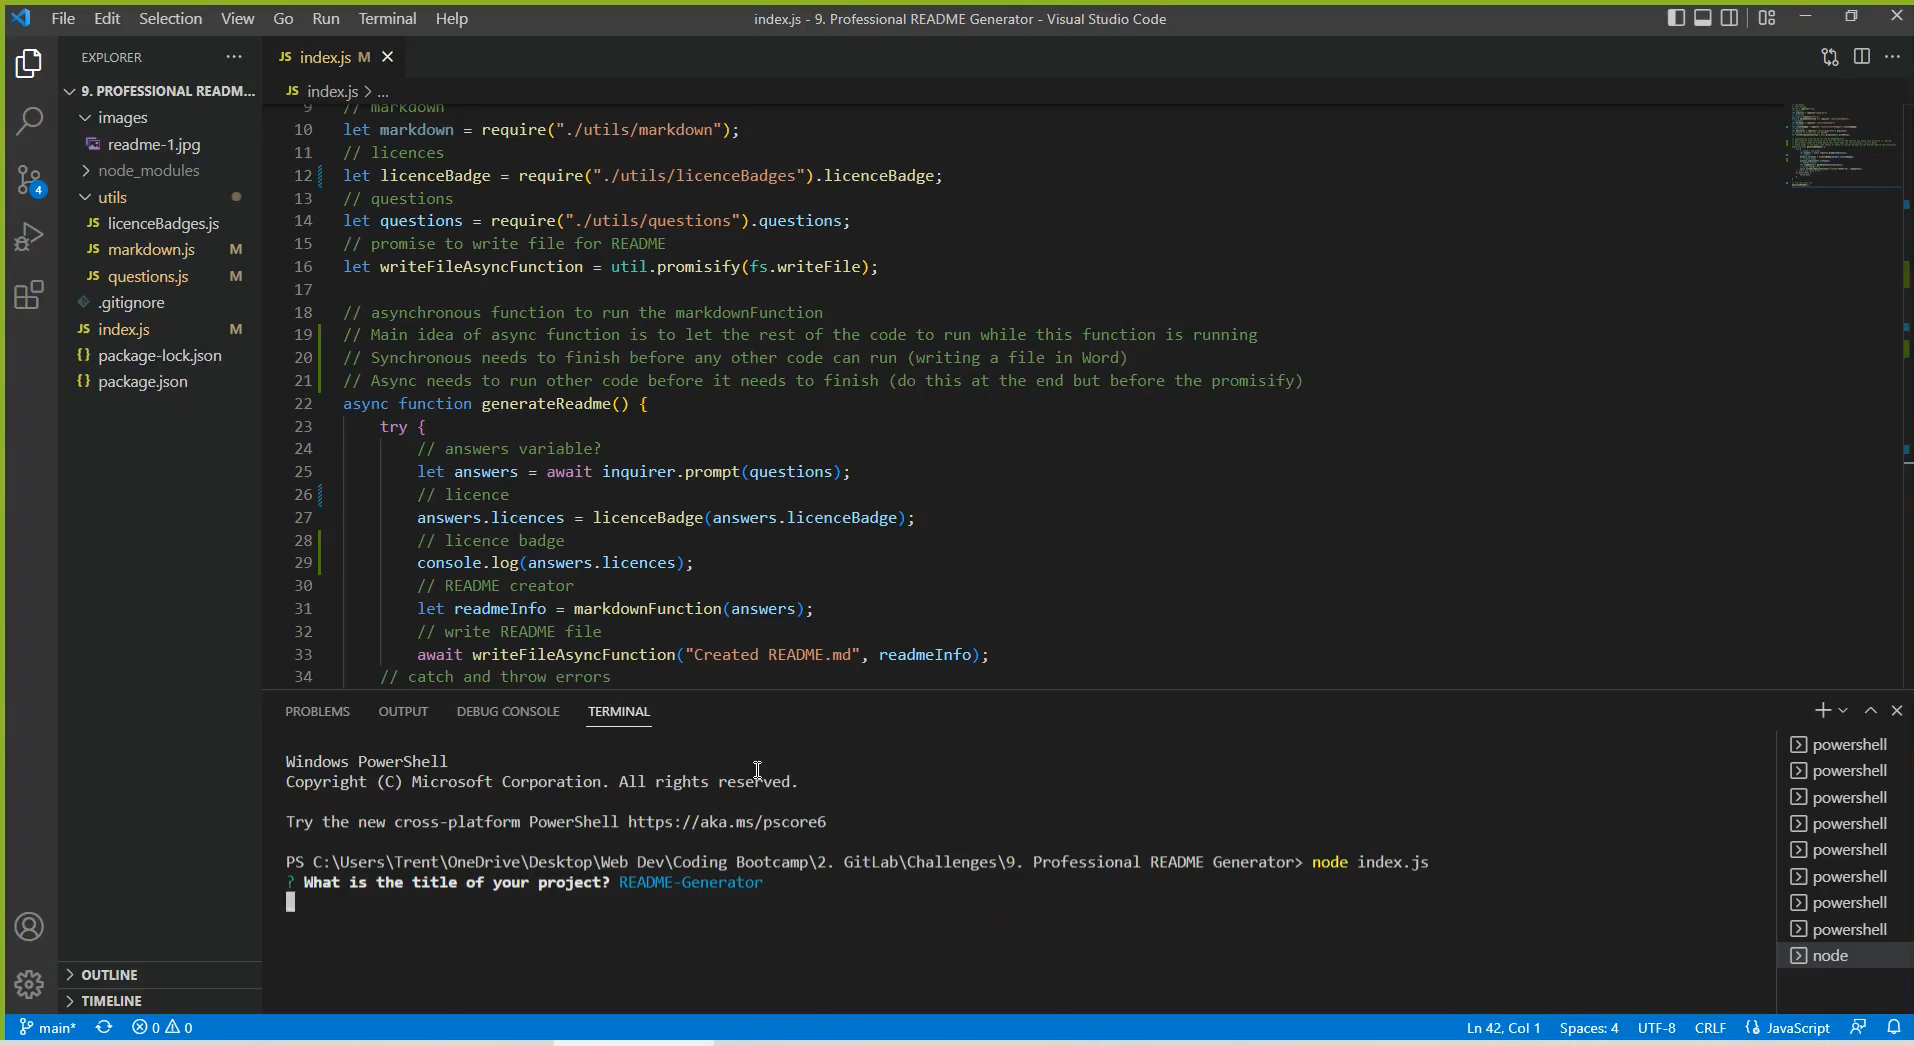 File Edit Selection View Go Run Terminal Help
index.js - 9. Professional README Generator - Visual Studio Code
EXPLORER ···
JS index.js M
9. PROFESSIONAL READM...
JS index.js > ...
images
readme-1.jpg
node_modules
utils
JS licenceBadges.js
JS markdown.js M
JS questions.js M
.gitignore
JS index.js M
{} package-lock.json
{} package.json
OUTLINE
TIMELINE
9 // markdown
10 let markdown = require("./utils/markdown");
11 // licences
12 let licenceBadge = require("./utils/licenceBadges").licenceBadge;
13 // questions
14 let questions = require("./utils/questions").questions;
15 // promise to write file for README
16 let writeFileAsyncFunction = util.promisify(fs.writeFile);
17
18 // asynchronous function to run the markdownFunction
19 // Main idea of async function is to let the rest of the code to run while this function is running
20 // Synchronous needs to finish before any other code can run (writing a file in Word)
21 // Async needs to run other code before it needs to finish (do this at the end but before the promisify)
22 async function generateReadme() {
23 try {
24 // answers variable?
25 let answers = await inquirer.prompt(questions);
26 // licence
27 answers.licences = licenceBadge(answers.licenceBadge);
28 // licence badge
29 console.log(answers.licences);
30 // README creator
31 let readmeInfo = markdownFunction(answers);
32 // write README file
33 await writeFileAsyncFunction("Created README.md", readmeInfo);
34 // catch and throw errors
PROBLEMS OUTPUT DEBUG CONSOLE TERMINAL
Windows PowerShell
Copyright (C) Microsoft Corporation. All rights reserved.
Try the new cross-platform PowerShell https://aka.ms/pscore6
PS C:\Users\Trent\OneDrive\Desktop\Web Dev\Coding Bootcamp\2. GitLab\Challenges\9. Professional README Generator> node index.js
? What is the title of your project? README-Generator
powershell
powershell
powershell
powershell
powershell
powershell
powershell
powershell
node
4
main* 0 0
Ln 42, Col 1 Spaces: 4 UTF-8 CRLF {} JavaScript